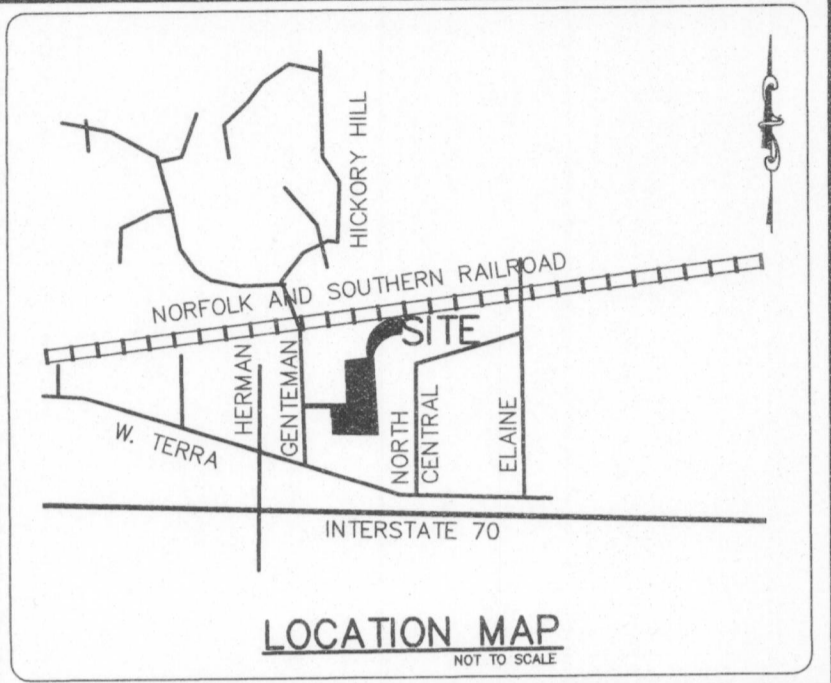 HICKORY HILL
NORFOLK AND SOUTHERN RAILROAD
SITE
HERMAN
GENTEMAN
W. TERRA
NORTH
CENTRAL
ELAINE
INTERSTATE 70
LOCATION MAP
NOT TO SCALE